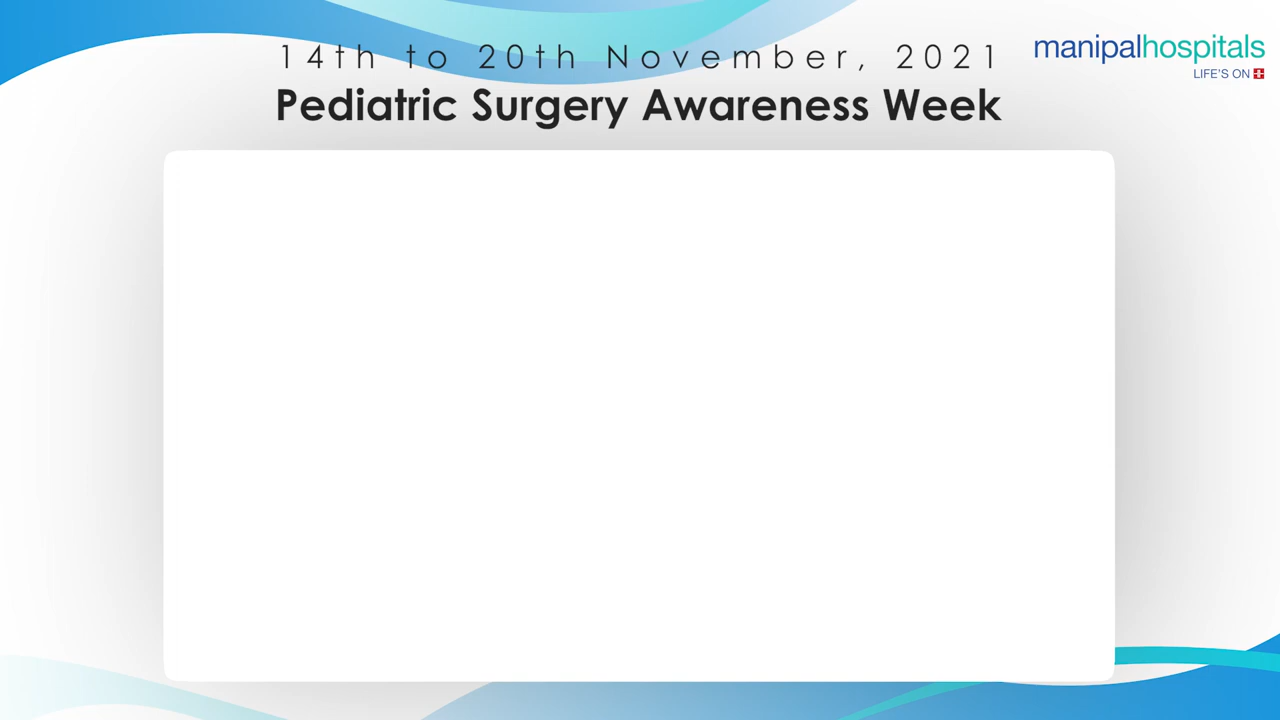 14th to 20th November, 2021
manipalhospitals
LIFE'S ON
Pediatric Surgery Awareness Week